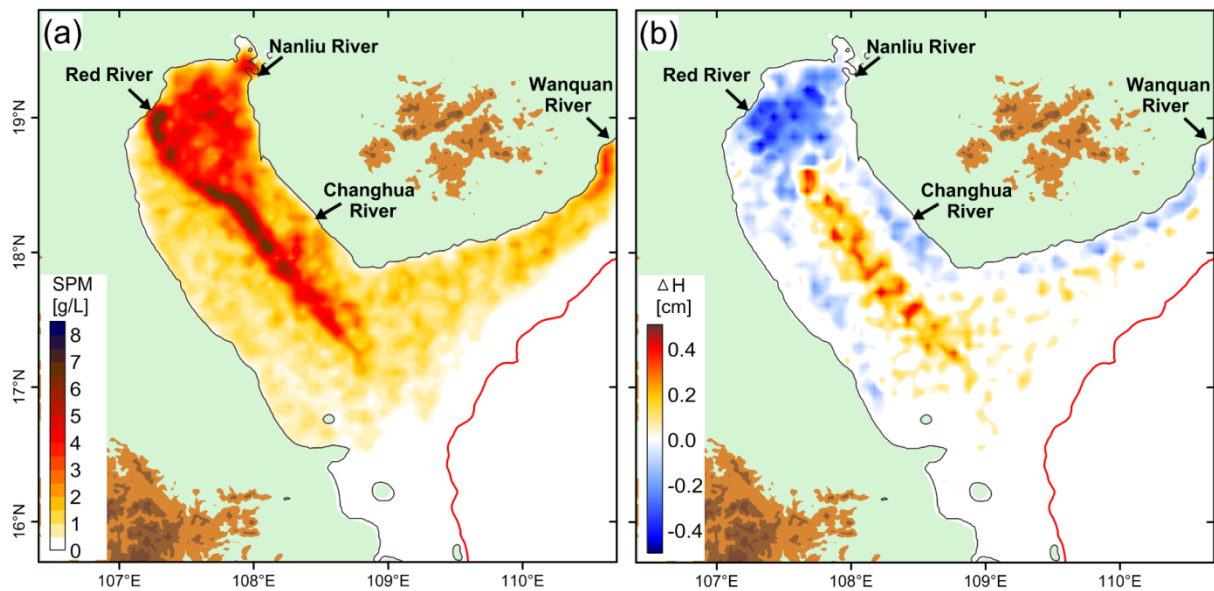 (a)
Nanliu River
Red River
Wanquan
River
Changhua
River
SPM
[g/L]
8
7
6
5
4
3
2
1
0
19°N
18°N
17°N
16°N
107°E
108°E
109°E
110°E
(b)
Nanliu River
Red River
Wanquan
River
Changhua
River
△H
[cm]
0.4
0.2
0.0
-0.2
-0.4
107°E
108°E
109°E
110°E